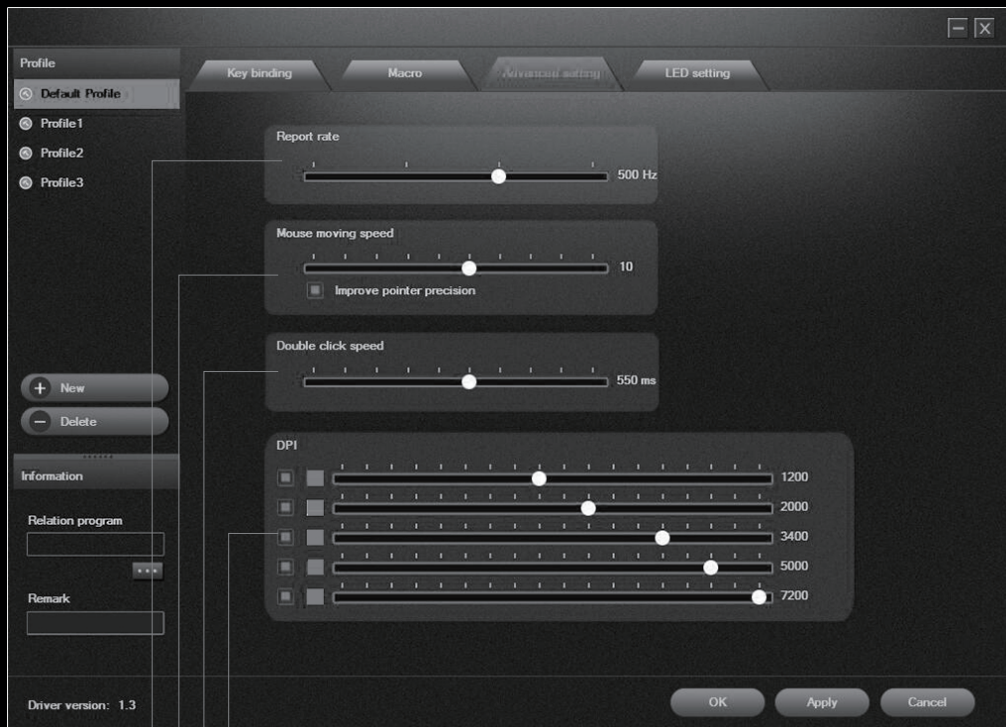 Profile
Default Profile
Profile1
Profile2
Profile3
New
Delete
Information
Relation program
Remark
Driver version: 1.3
Key binding
Macro
Advanced setting
LED setting
Report rate
500 Hz
Mouse moving speed
10
Improve pointer precision
Double click speed
550 ms
DPI
1200
2000
3400
5000
7200
OK
Apply
Cancel